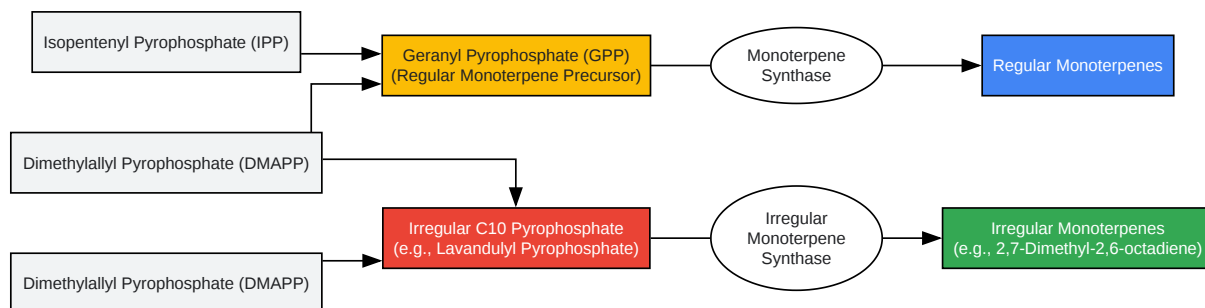 Isopentenyl Pyrophosphate (IPP)
Geranyl Pyrophosphate (GPP)
(Regular Monoterpene Precursor)
Monoterpene
Synthase
Regular Monoterpenes
Dimethylallyl Pyrophosphate (DMAPP)
Irregular C10 Pyrophosphate
(e.g., Lavandulyl Pyrophosphate)
Irregular
Monoterpene
Synthase
Irregular Monoterpenes
(e.g., 2,7-Dimethyl-2,6-octadiene)
Dimethylallyl Pyrophosphate (DMAPP)